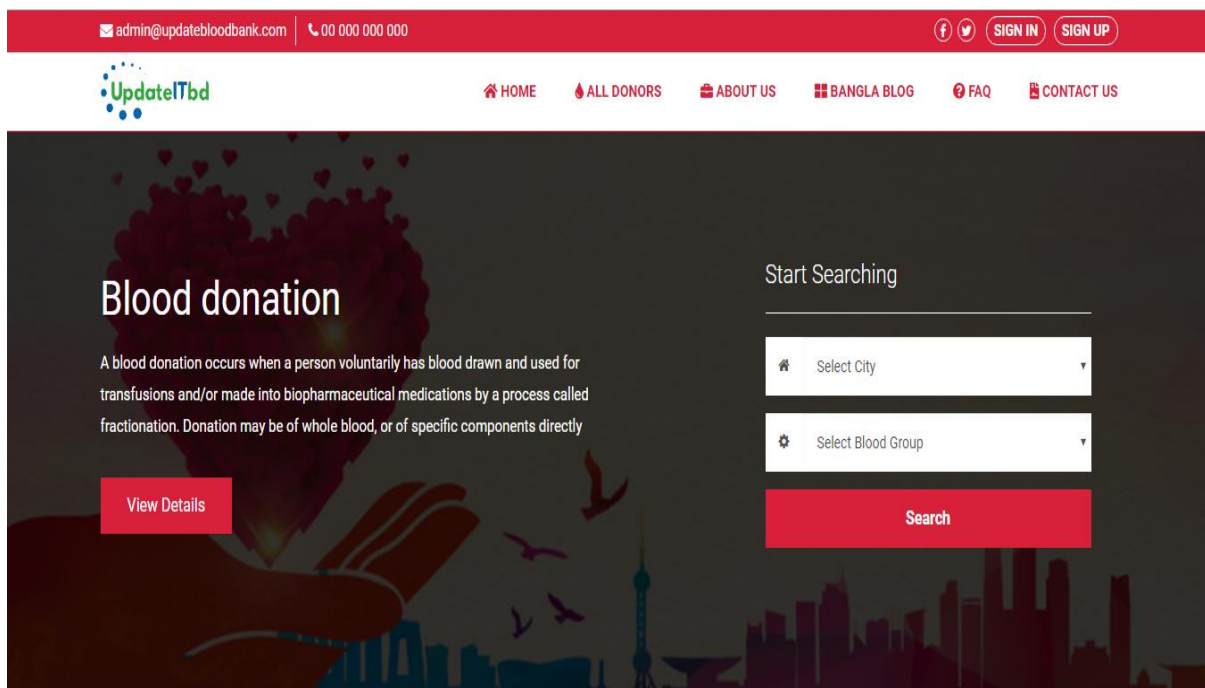 admin@updatebloodbank.com
00 000 000 000
SIGN IN
SIGN UP
UpdateITbd
HOME
ALL DONORS
ABOUT US
BANGLA BLOG
FAQ
CONTACT US
Blood donation
A blood donation occurs when a person voluntarily has blood drawn and used for
transfusions and/or made into biopharmaceutical medications by a process called
fractionation. Donation may be of whole blood, or of specific components directly
View Details
Start Searching
Select City
Select Blood Group
Search